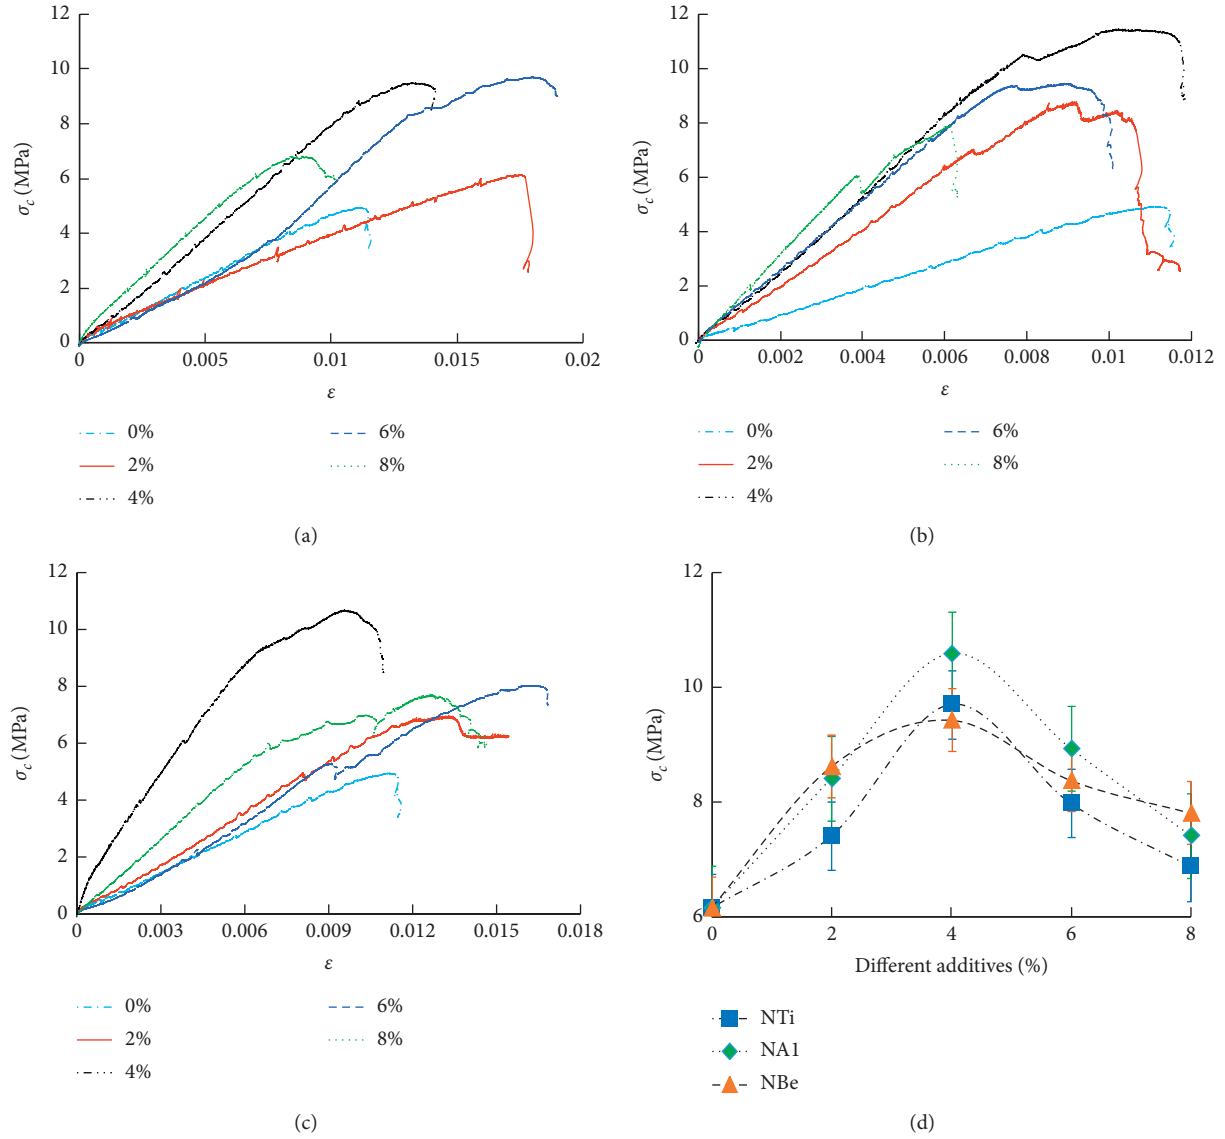 12
10
8
6
4
2
0
σc (MPa)
0 0.005 0.01 0.015 0.02
ε
0% 6%
2% 8%
4%
(a)
12
10
8
6
4
2
0
σc (MPa)
0 0.002 0.004 0.006 0.008 0.01 0.012
ε
0% 6%
2% 8%
4%
(b)
12
10
8
6
4
2
0
σc (MPa)
0 0.003 0.006 0.009 0.012 0.015 0.018
ε
0% 6%
2% 8%
4%
(c)
12
10
8
6
σc (MPa)
0 2 4 6 8
Different additives (%)
NTi
NA1
NBe
(d)